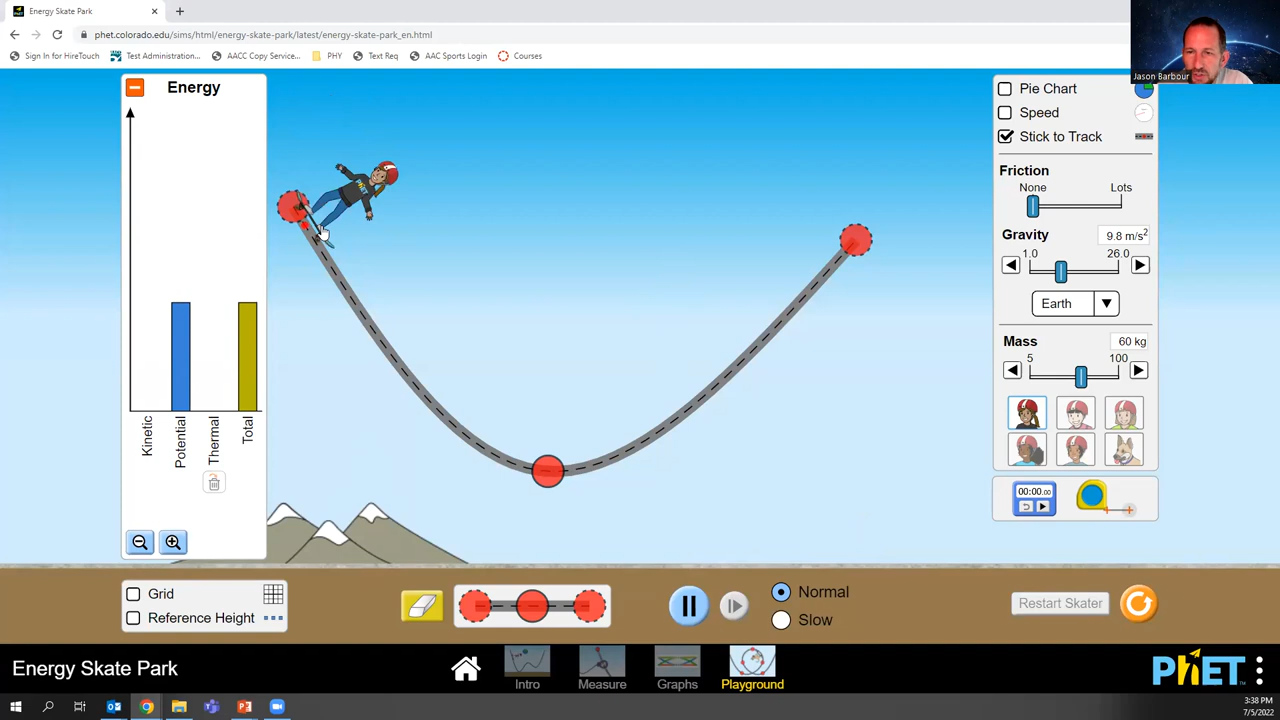 Energy Skate Park
phet.colorado.edu/sims/html/energy-skate-park/latest/energy-skate-park_en.html
Sign In for HireTouch
Test Administration...
AACC Copy Service...
PHY
Text Req
AAC Sports Login
Courses
Jason Barbour
Energy
Kinetic
Potential
Thermal
Total
Pie Chart
Speed
Stick to Track
Friction
None
Lots
Gravity
9.8 m/s²
1.0
26.0
Earth
Mass
60 kg
5
100
00:00.00
Grid
Reference Height
Normal
Slow
Restart Skater
Energy Skate Park
Intro
Measure
Graphs
Playground
PhET
3:38 PM
7/5/2022